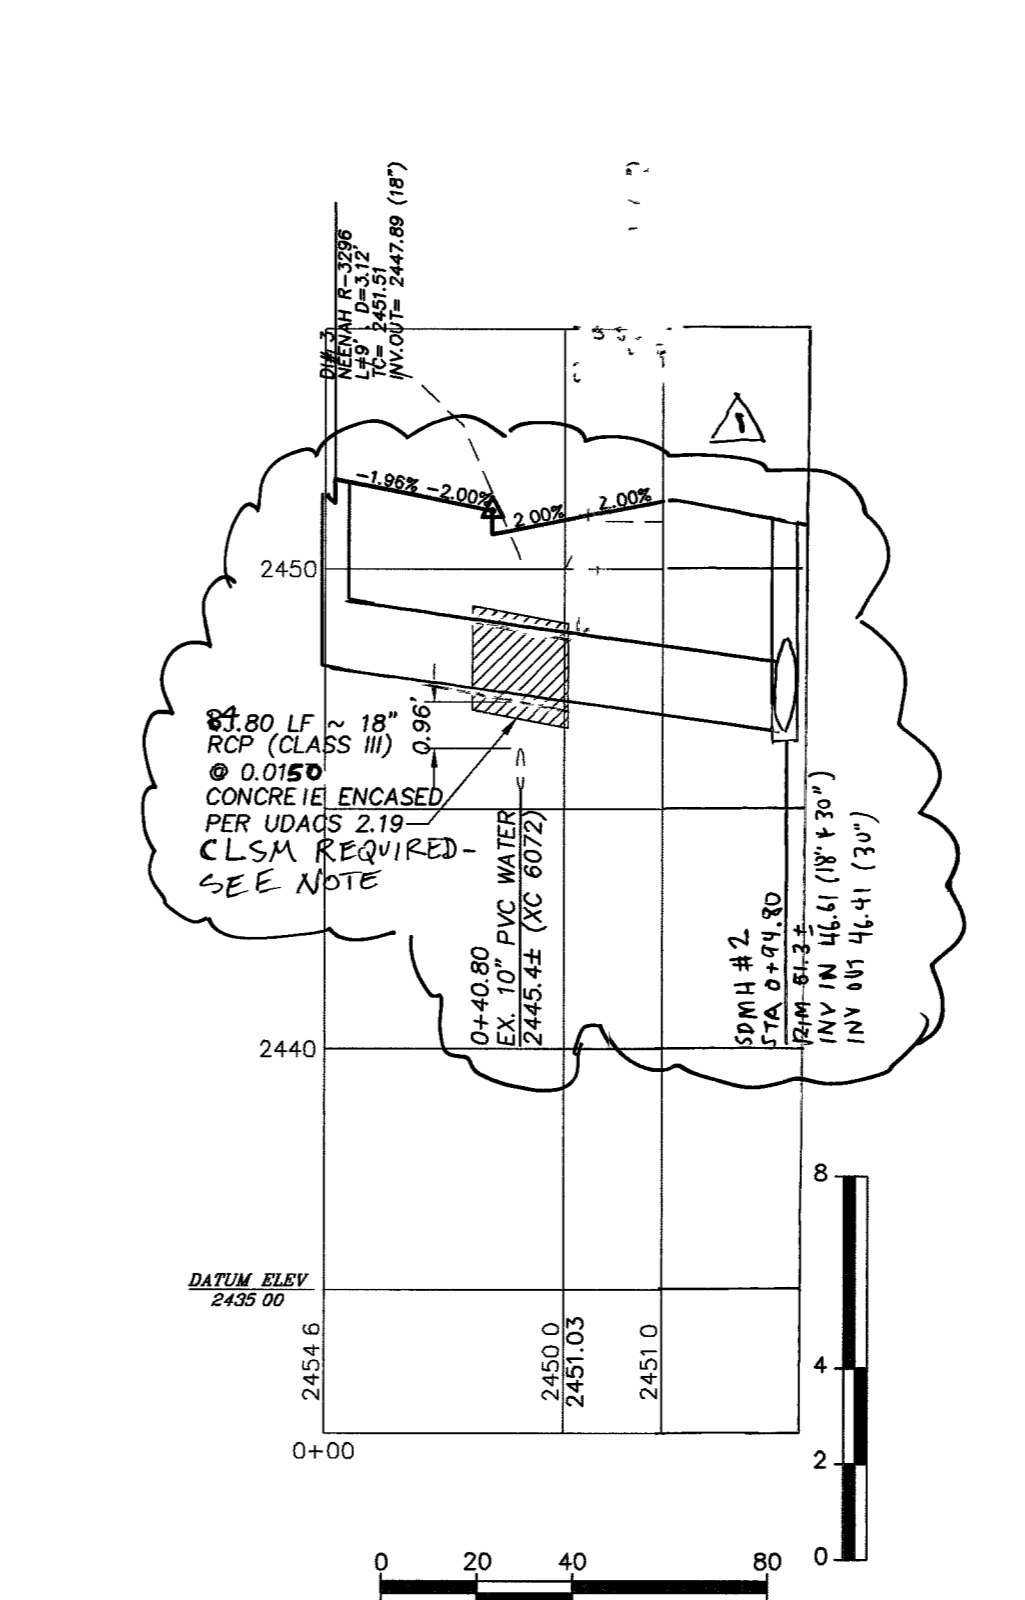 DI# 3
NEENAH R-3296
L=9' , D=3.12'
TC= 2451.51
INV.OUT= 2447.89 (18")
1
-1.96%
-2.00%
2 00%
2.00%
2450
.80 LF ~ 18"
RCP (CLASS III)
@ 0.0150
CONCRETE ENCASED
PER UDACS 2.19
CLSM REQUIRED-
SEE NOTE
0.96'
0+40.80
EX. 10" PVC WATER
2445.4± (XC 6072)
SDMH #2
STA 0+94.80
RIM 51.3±
INV IN 46.61 (18" + 30")
INV OUT 46.41 (30")
2440
DATUM ELEV
2435 00
2454 6
2450 0
2451.03
2451 0
0+00
8
4
2
0
0 20 40 80